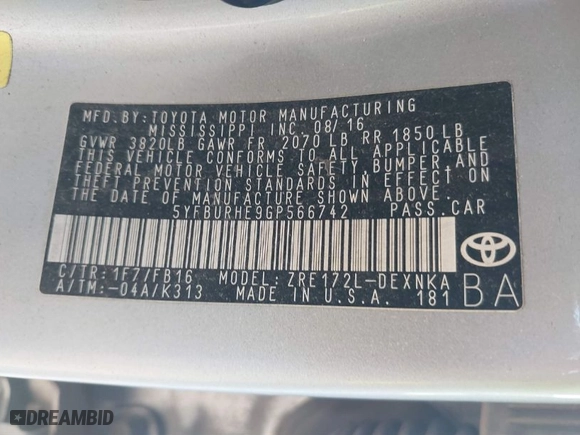 MFD.BY:TOYOTA MOTOR MANUFACTURING
MISSISSIPPI INC. 08/16
GVWR 3820LB GAWR FR 2070 LB RR 1850LB
THIS VEHICLE CONFORMS TO ALL APPLICABLE
FEDERAL MOTOR VEHICLE SAFETY, BUMPER AND
THEFT PREVENTION STANDARDS IN EFFECT ON
THE DATE OF MANUFACTURE SHOWN ABOVE.
5YFBURHE9GP566742 PASS.CAR
C/TR:1F7/FB16 MODEL: ZRE172L-DEXNKA
A/TM:-04A/K313 MADE IN U.S.A. 181
BA
DREAMBID